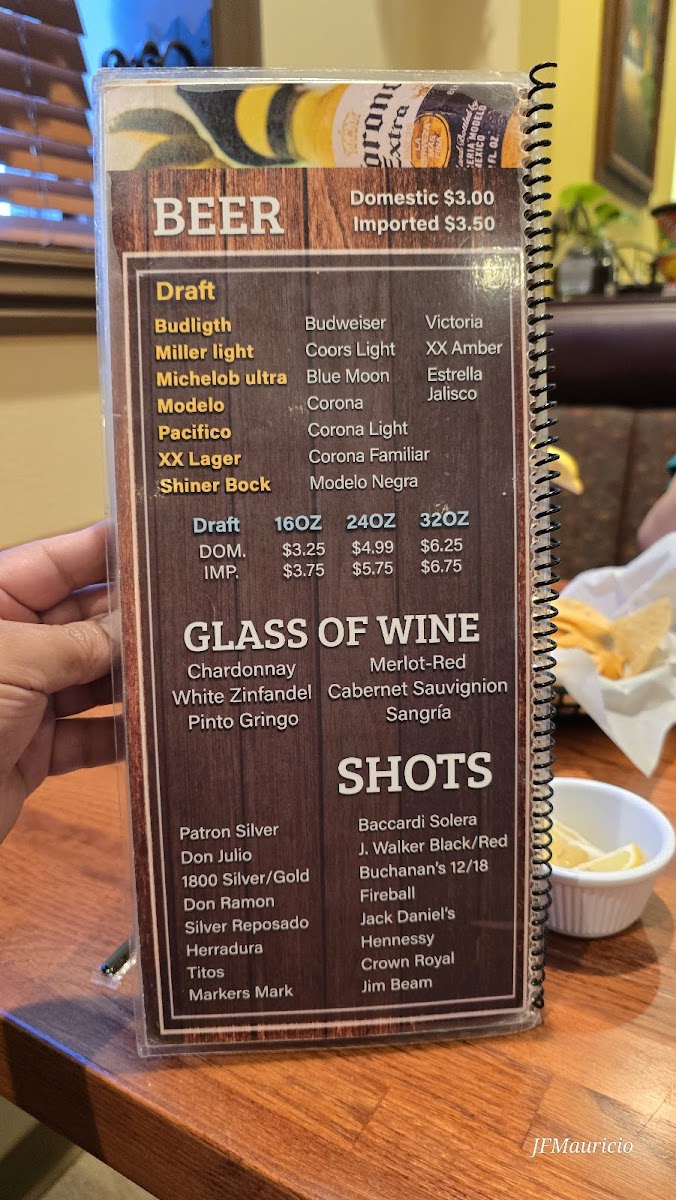 Corona
Extra
LA
MODELO
MEXICO
FL. OZ.
BEER
Domestic $3.00
Imported $3.50
Draft
Budligth
Miller light
Michelob ultra
Modelo
Pacifico
XX Lager
Shiner Bock
Budweiser
Coors Light
Blue Moon
Corona
Corona Light
Corona Familiar
Modelo Negra
Victoria
XX Amber
Estrella
Jalisco
Draft 16OZ 24OZ 32OZ
DOM. $3.25 $4.99 $6.25
IMP. $3.75 $5.75 $6.75
GLASS OF WINE
Chardonnay
White Zinfandel
Pinto Gringo
Merlot-Red
Cabernet Sauvignion
Sangría
SHOTS
Patron Silver
Don Julio
1800 Silver/Gold
Don Ramon
Silver Reposado
Herradura
Titos
Markers Mark
Baccardi Solera
J. Walker Black/Red
Buchanan's 12/18
Fireball
Jack Daniel's
Hennessy
Crown Royal
Jim Beam
JFMauricio